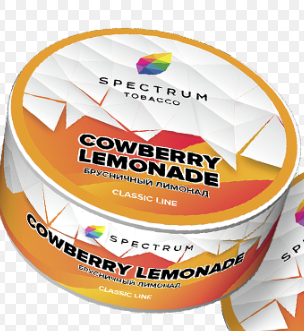 SPECTRUM
TOBACCO
COWBERRY
LEMONADE
БРУСНИЧНЫЙ ЛИМОНАД
CLASSIC LINE
SPECTRUM
COWBERRY LEMONADE
БРУСНИЧНЫЙ ЛИМОНАД
CLASSIC LINE